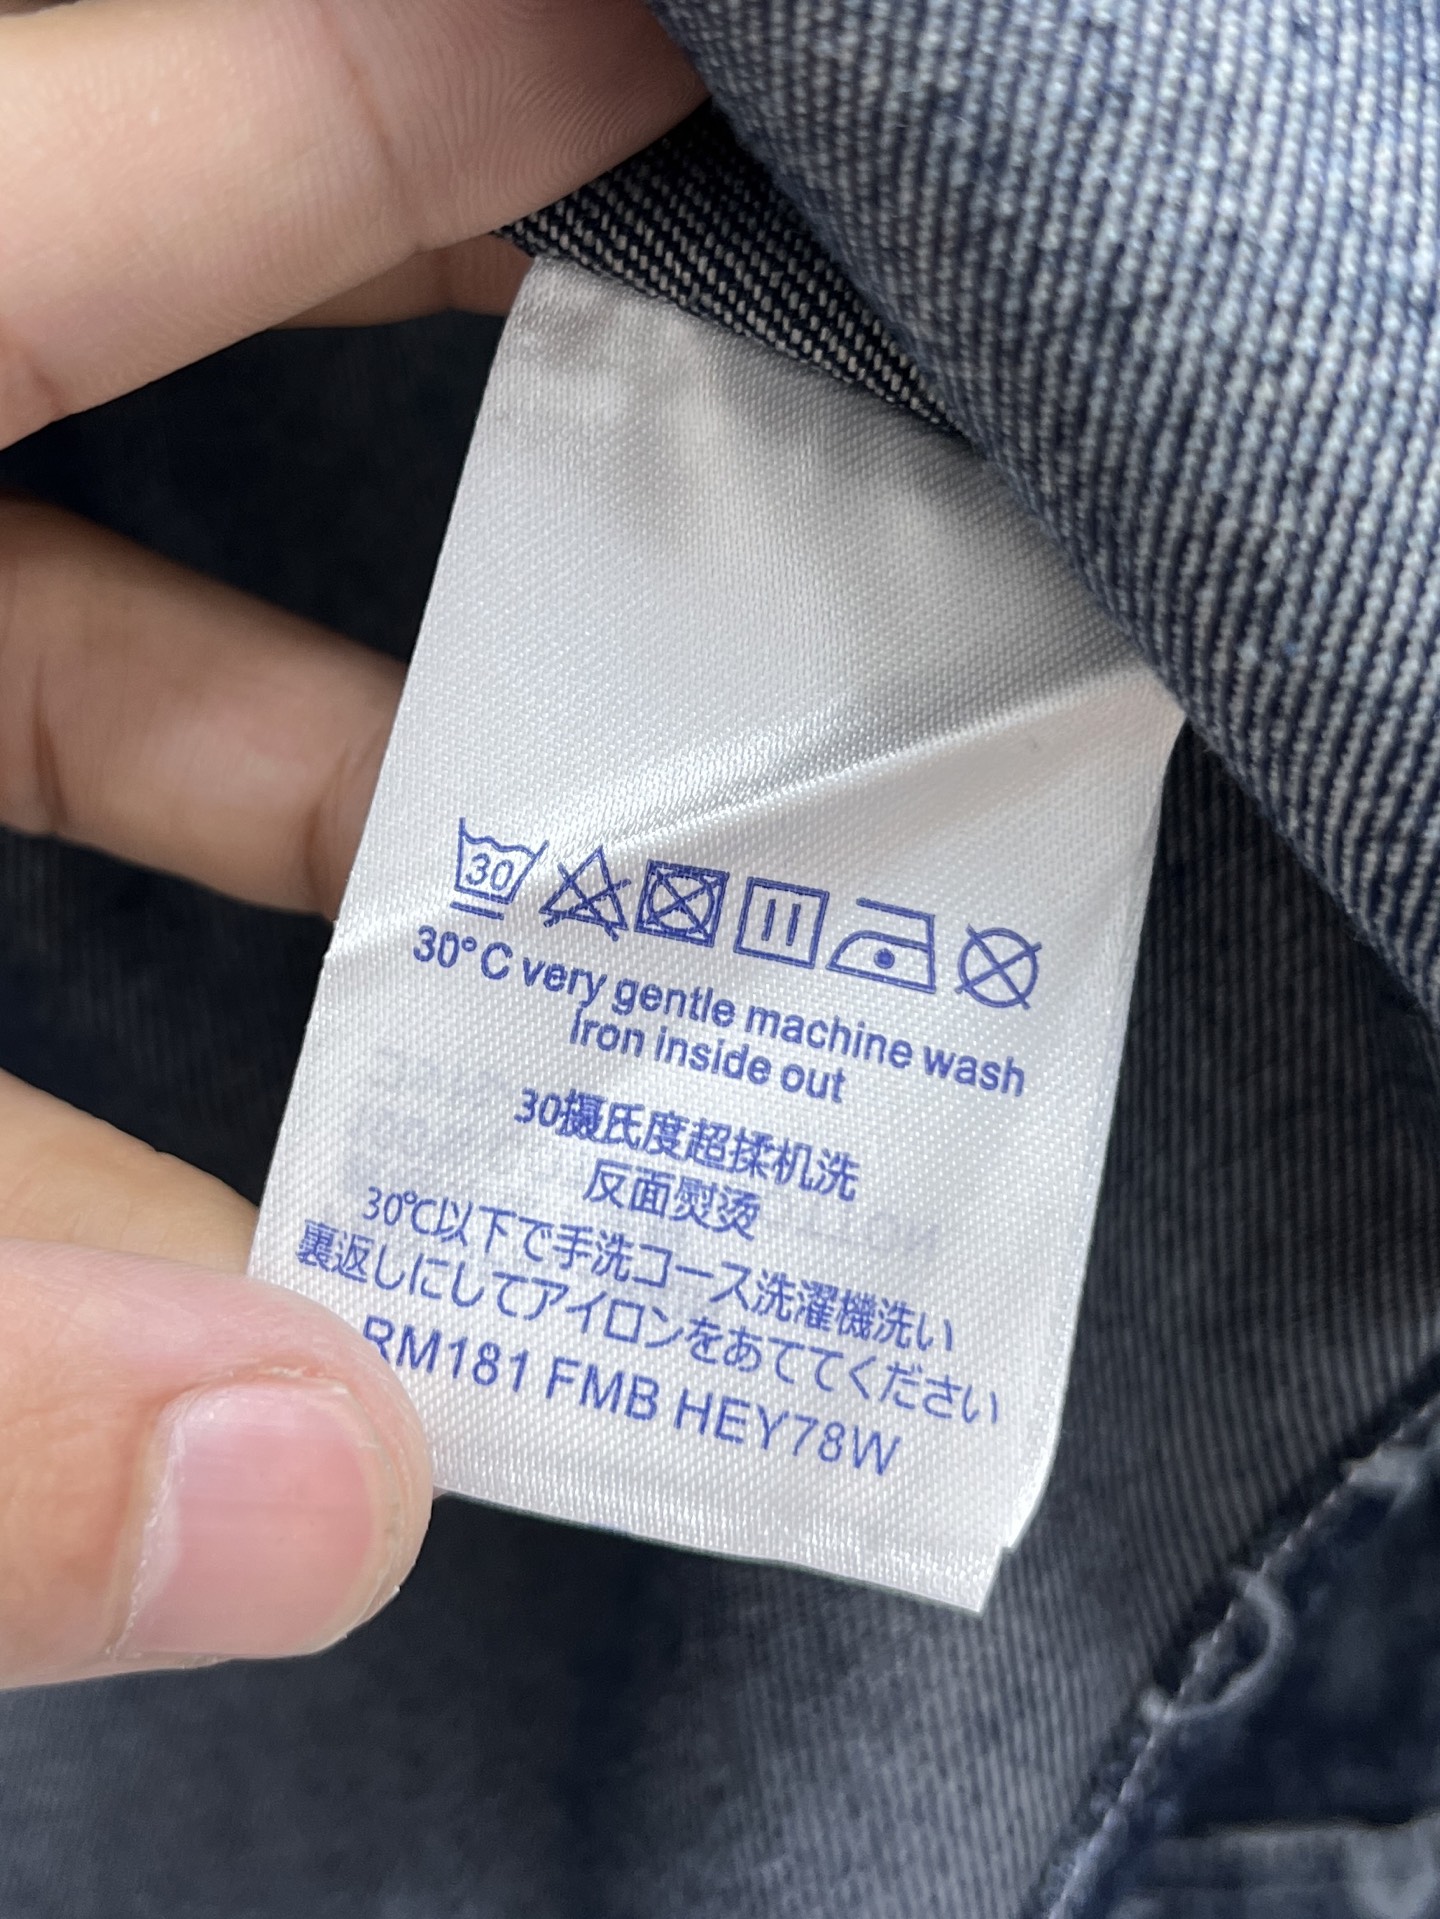 30
30°C very gentle machine wash
Iron inside out
30摄氏度超揉机洗
反面熨烫
30℃以下で手洗コース洗濯機洗い
裏返しにしてアイロンをあててください
RM181 FMB HEY78W